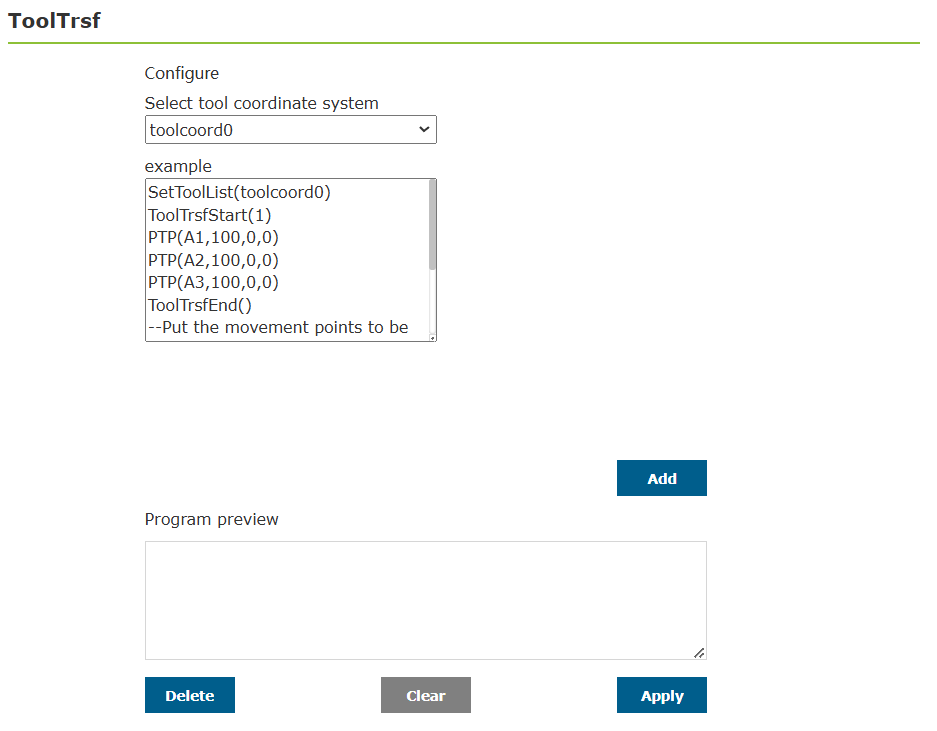 ToolTrsf
Configure
Select tool coordinate system
toolcoord0
example
SetToolList(toolcoord0)
ToolTrsfStart(1)
PTP(A1,100,0,0)
PTP(A2,100,0,0)
PTP(A3,100,0,0)
ToolTrsfEnd()
--Put the movement points to be
Add
Program preview
Delete
Clear
Apply